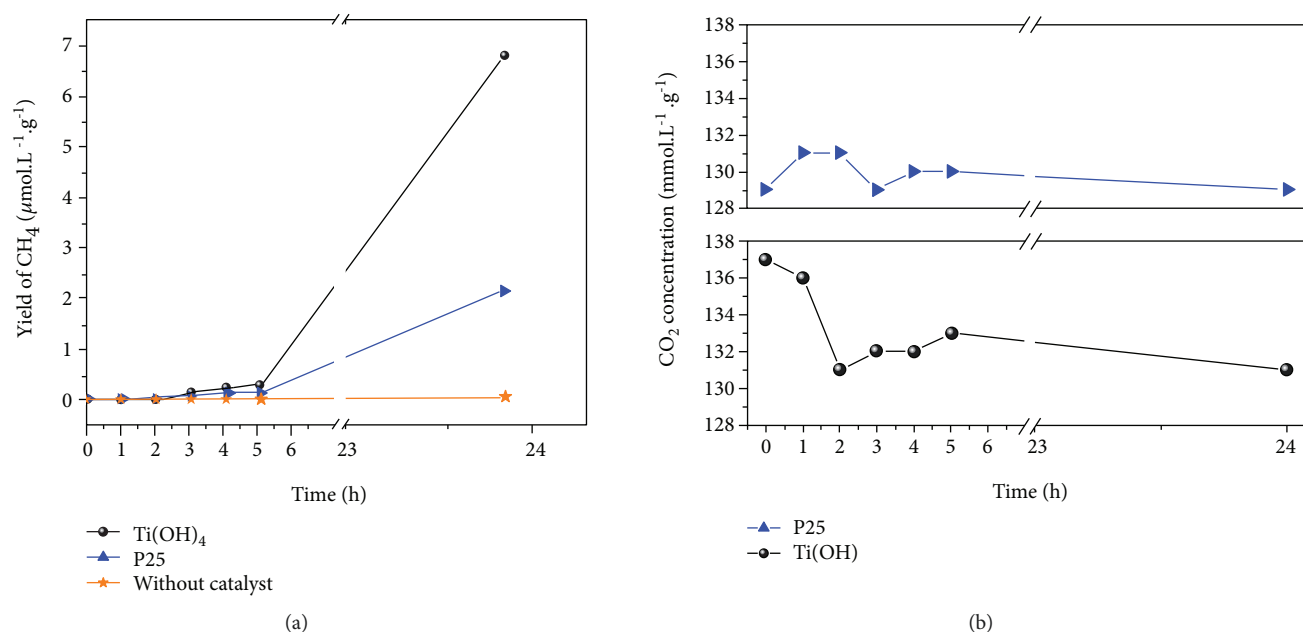 7
6
5
4
3
2
1
0
Yield of CH4 (μmol.L-1.g-1)
0 1 2 3 4 5 6 23 24
Time (h)
Ti(OH)4
P25
Without catalyst
(a)
138
136
134
132
130
128
138
136
134
132
130
128
CO2 concentration (mmol.L-1.g-1)
0 1 2 3 4 5 6 23 24
Time (h)
P25
Ti(OH)
(b)